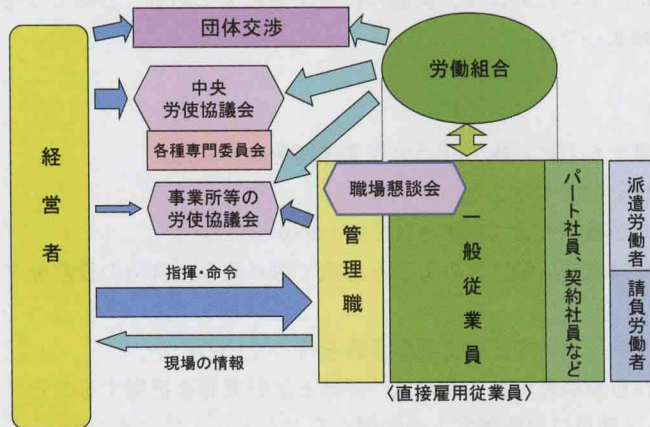 団体交渉
労働組合
中央
労使協議会
各種専門委員会
経営者
事業所等の
労使協議会
職場懇談会
管理職
一般従業員
パート社員、契約社員など
派遣労働者
請負労働者
指揮・命令
現場の情報
〈直接雇用従業員〉